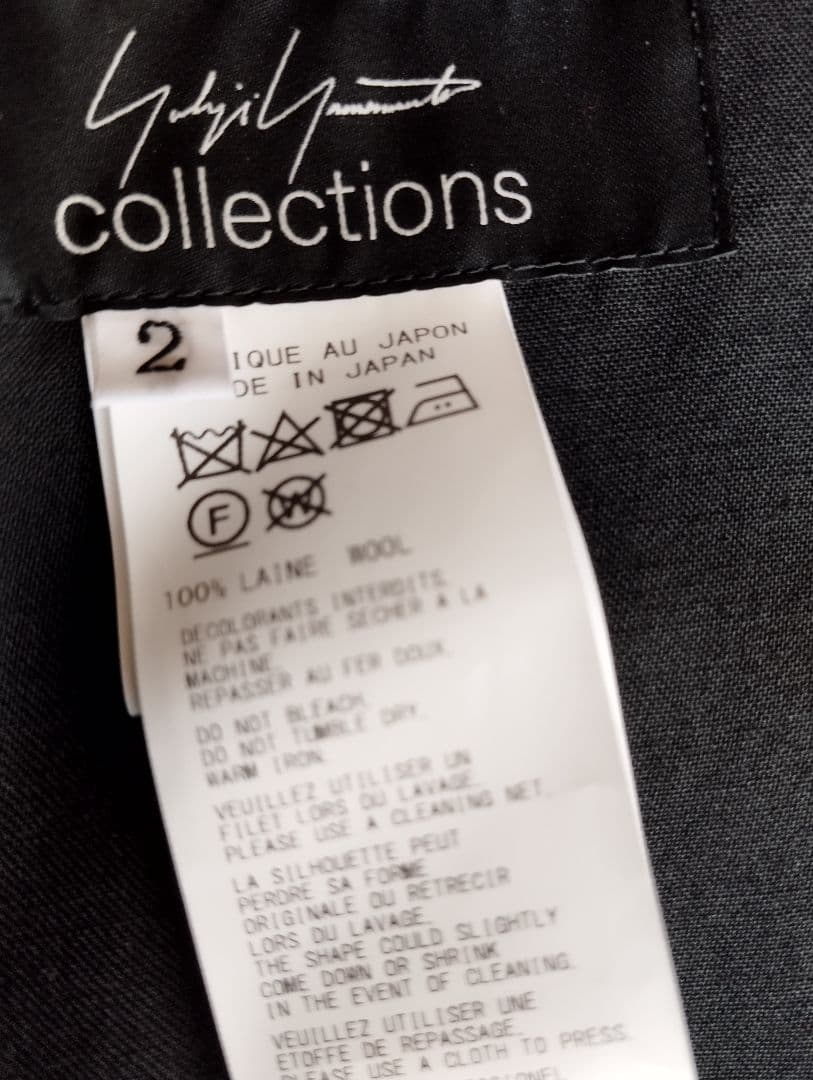 Yohji Yamamoto
collections
2
IQUE AU JAPON
DE IN JAPAN
F
W
100% LAINE WOOL
DECOLORANTS INTERDITS.
NE PAS FAIRE SECHER A LA
MACHINE.
REPASSER AU FER DOUX.
DO NOT BLEACH.
DO NOT TUMBLE DRY.
WARM IRON.
VEUILLEZ UTILISER UN
FILET LORS DU LAVAGE.
PLEASE USE A CLEANING NET.
LA SILHOUETTE PEUT
PERDRE SA FORME
ORIGINALE OU RETRECIR
LORS DU LAVAGE.
THE SHAPE COULD SLIGHTLY
COME DOWN OR SHRINK
IN THE EVENT OF CLEANING.
VEUILLEZ UTILISER UNE
ETOFFE DE REPASSAGE.
PLEASE USE A CLOTH TO PRESS.